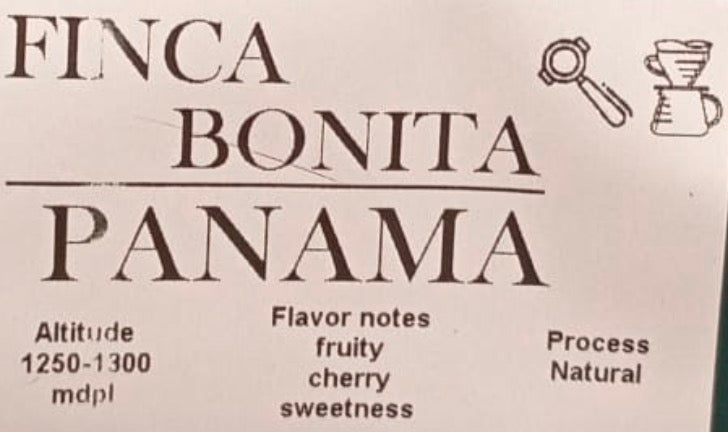 FINCA
BONITA
PANAMA
Altitude
1250-1300
mdpl
Flavor notes
fruity
cherry
sweetness
Process
Natural